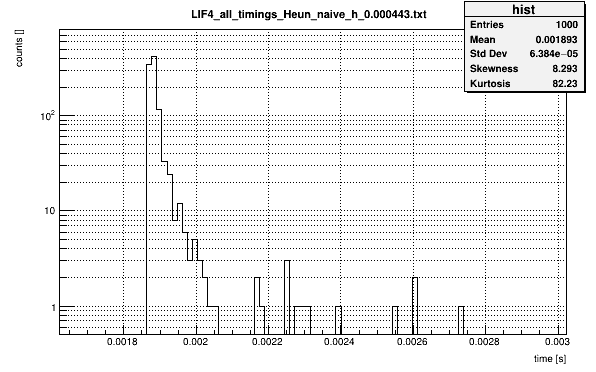 LIF4_all_timings_Heun_naive_h_0.000443.txt
hist
Entries 1000
Mean 0.001893
Std Dev 6.384e−05
Skewness 8.293
Kurtosis 82.23
counts []
10²
10
1
0.0018 0.002 0.0022 0.0024 0.0026 0.0028 0.003
time [s]